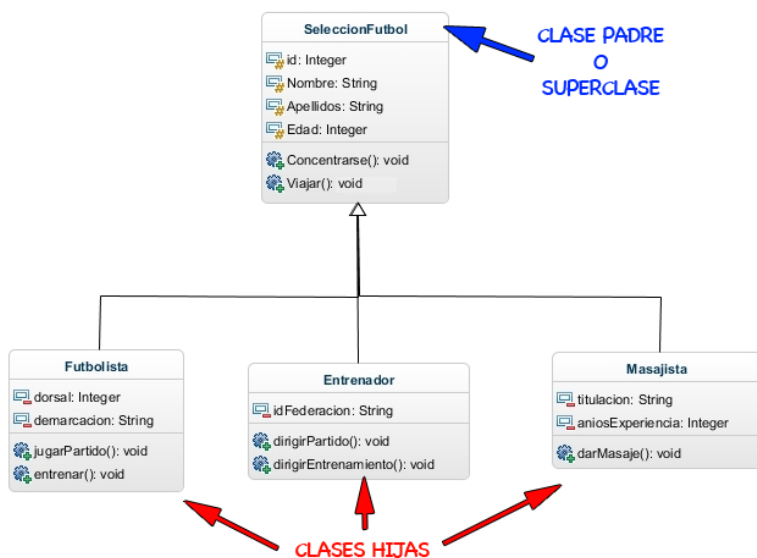 SeleccionFutbol
id: Integer
Nombre: String
Apellidos: String
Edad: Integer
Concentrarse(): void
Viajar(): void
CLASE PADRE
O
SUPERCLASE
Futbolista
dorsal: Integer
demarcacion: String
jugarPartido(): void
entrenar(): void
Entrenador
idFederacion: String
dirigirPartido(): void
dirigirEntrenamiento(): void
Masajista
titulacion: String
aniosExperiencia: Integer
darMasaje(): void
CLASES HIJAS